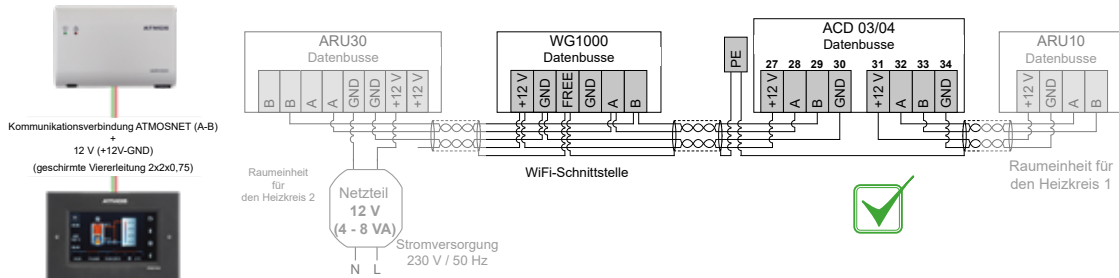 ATMOS
Kommunikationsverbindung ATMOSNET (A-B)
+
12 V (+12V-GND)
(geschirmte Viererleitung 2x2x0,75)
ATMOS
ARU30
Datenbusse
B B A A GND GND +12 V +12 V
Raumeinheit
für
den Heizkreis 2
Netzteil
12 V
(4 - 8 VA)
N L
Stromversorgung
230 V / 50 Hz
WG1000
Datenbusse
+12 V GND FREE GND A B
WiFi-Schnittstelle
PE
ACD 03/04
Datenbusse
27 28 29 30 31 32 33 34
+12 V A B GND +12 V A B GND
ARU10
Datenbusse
+12 V GND A B
Raumeinheit für
den Heizkreis 1